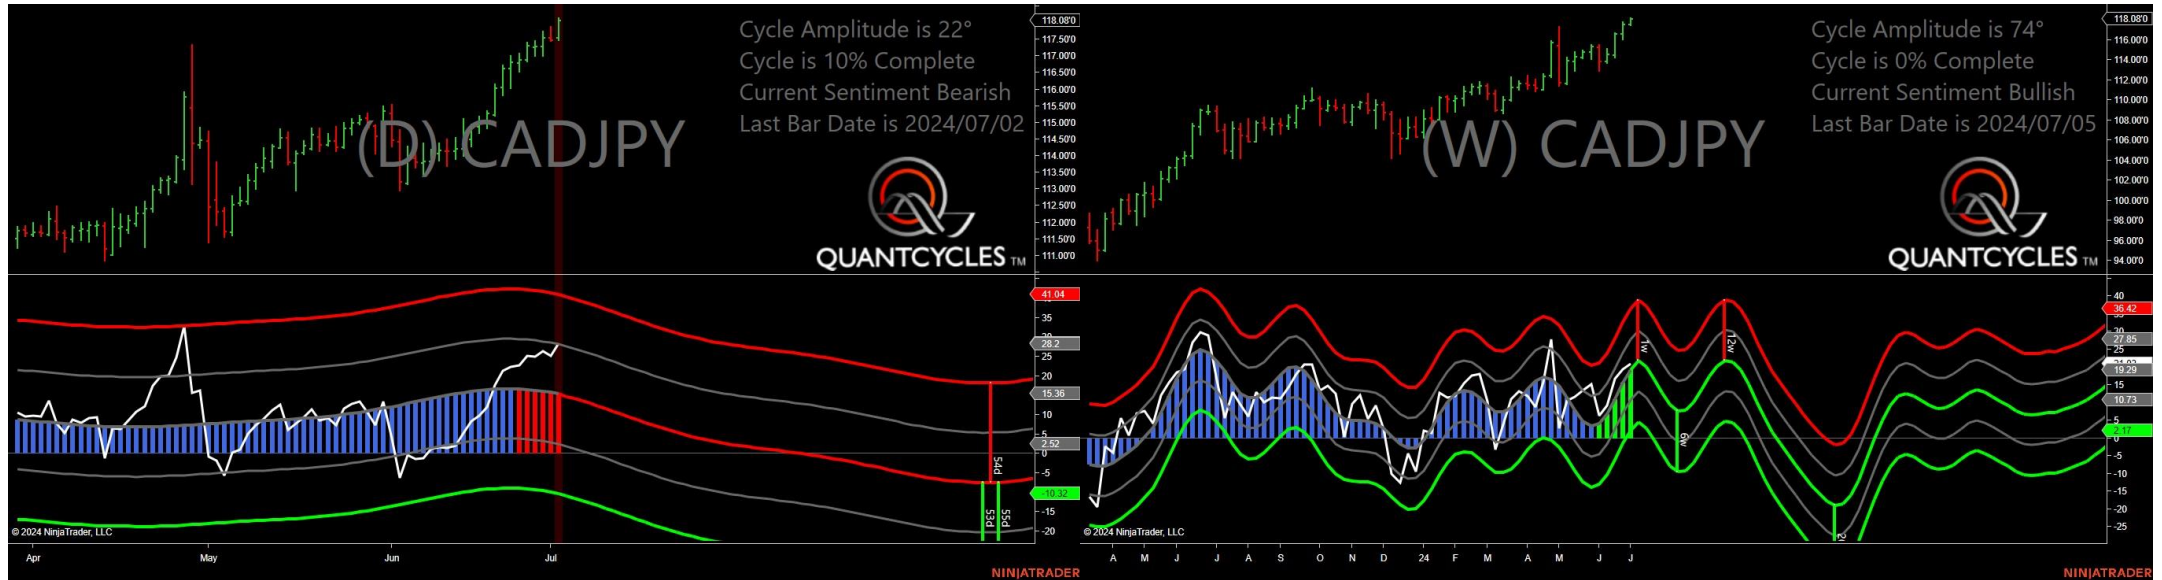 Cycle Amplitude is 22°
Cycle is 10% Complete
Current Sentiment Bearish
Last Bar Date is 2024/07/02
(D) CADJPY
QUANTCYCLES TM
118.08'0
117.50'0
117.00'0
116.50'0
116.00'0
115.50'0
115.00'0
114.50'0
114.00'0
113.50'0
113.00'0
112.50'0
112.00'0
111.50'0
111.00'0
41.04
35
28.2
25
20
15.36
10
5
2.52
0
-5
-10.32
-15
-20
54d
53d
55d
© 2024 NinjaTrader, LLC
Apr May Jun Jul
NINJATRADER
Cycle Amplitude is 74°
Cycle is 0% Complete
Current Sentiment Bullish
Last Bar Date is 2024/07/05
(W) CADJPY
QUANTCYCLES TM
118.08'0
116.00'0
114.00'0
112.00'0
110.00'0
108.00'0
106.00'0
104.00'0
102.00'0
100.00'0
98.00'0
96.00'0
94.00'0
40
36.42
27.85
25
19.29
15
10.73
5
2.17
0
-5
-10
-15
-20
-25
1w
12w
6w
© 2024 NinjaTrader, LLC
A M J J A S O N D 24 F M A M J J
NINJATRADER